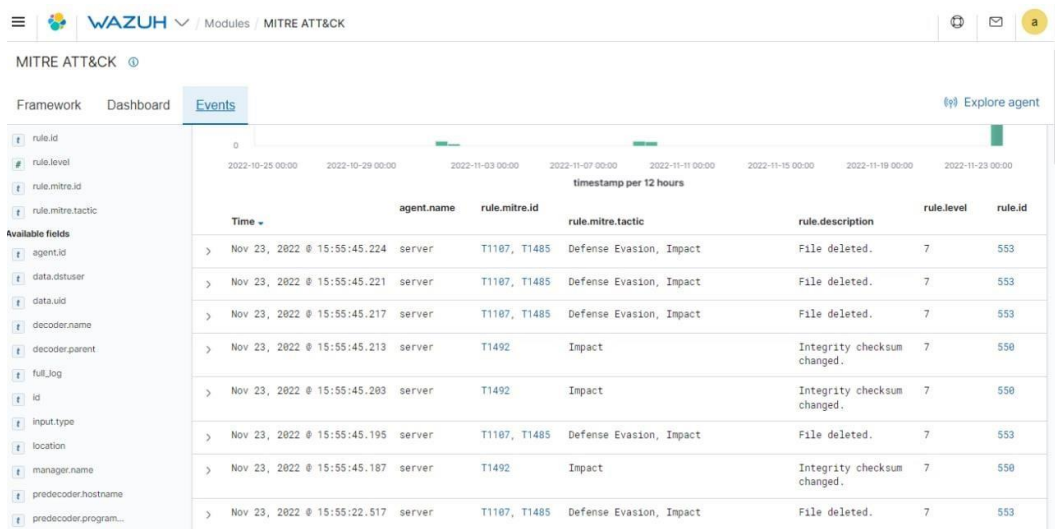 WAZUH / Modules / MITRE ATT&CK
a
MITRE ATT&CK
Framework Dashboard Events Explore agent
t rule.id
# rule.level
t rule.mitre.id
t rule.mitre.tactic
Available fields
t agent.id
t data.dstuser
t data.uid
t decoder.name
t decoder.parent
t full_log
t id
t input.type
t location
t manager.name
t predecoder.hostname
t predecoder.program...
0
2022-10-25 00:00 2022-10-29 00:00 2022-11-03 00:00 2022-11-07 00:00 2022-11-11 00:00 2022-11-15 00:00 2022-11-19 00:00 2022-11-23 00:00
timestamp per 12 hours
Time agent.name rule.mitre.id rule.mitre.tactic rule.description rule.level rule.id
Nov 23, 2022 @ 15:55:45.224 server T1107, T1485 Defense Evasion, Impact File deleted. 7 553
Nov 23, 2022 @ 15:55:45.221 server T1107, T1485 Defense Evasion, Impact File deleted. 7 553
Nov 23, 2022 @ 15:55:45.217 server T1107, T1485 Defense Evasion, Impact File deleted. 7 553
Nov 23, 2022 @ 15:55:45.213 server T1492 Impact Integrity checksum 7 550
changed.
Nov 23, 2022 @ 15:55:45.203 server T1492 Impact Integrity checksum 7 550
changed.
Nov 23, 2022 @ 15:55:45.195 server T1107, T1485 Defense Evasion, Impact File deleted. 7 553
Nov 23, 2022 @ 15:55:45.187 server T1492 Impact Integrity checksum 7 550
changed.
Nov 23, 2022 @ 15:55:22.517 server T1107, T1485 Defense Evasion, Impact File deleted. 7 553